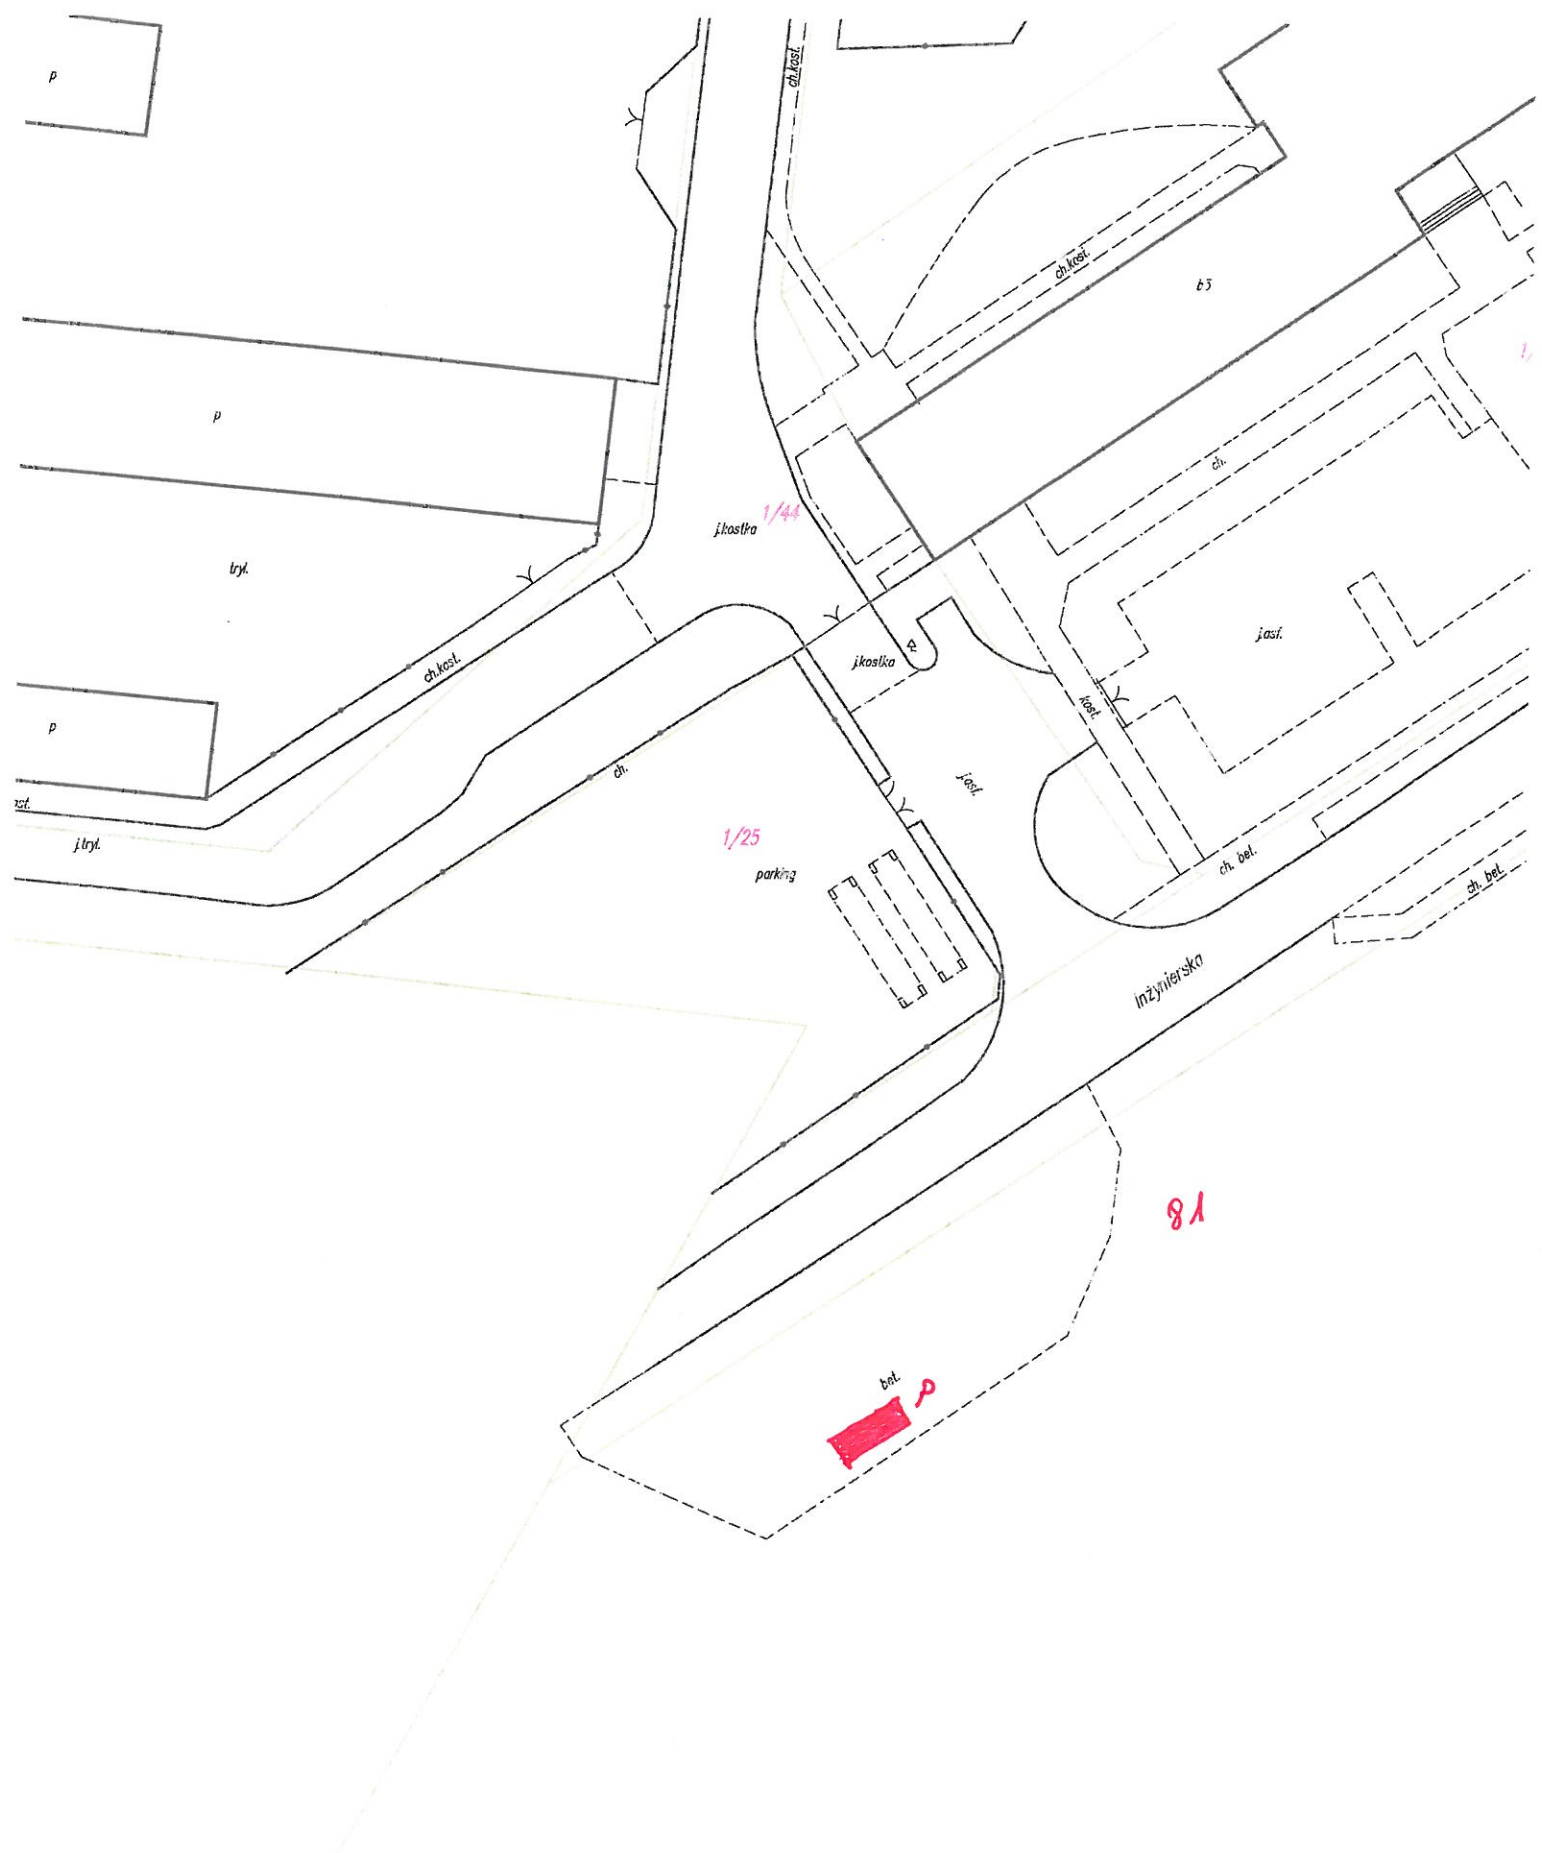 p
ch.kost.
ch.kost.
b3
p
ch.
j.kostka
1/44
tryl.
j.asf.
j.kostka
ch.kost.
kost.
p
ch.
j.asf.
j.tryl.
1/25
ch. bet.
parking
ch. bet.
Inżynierska
81
bet.
p